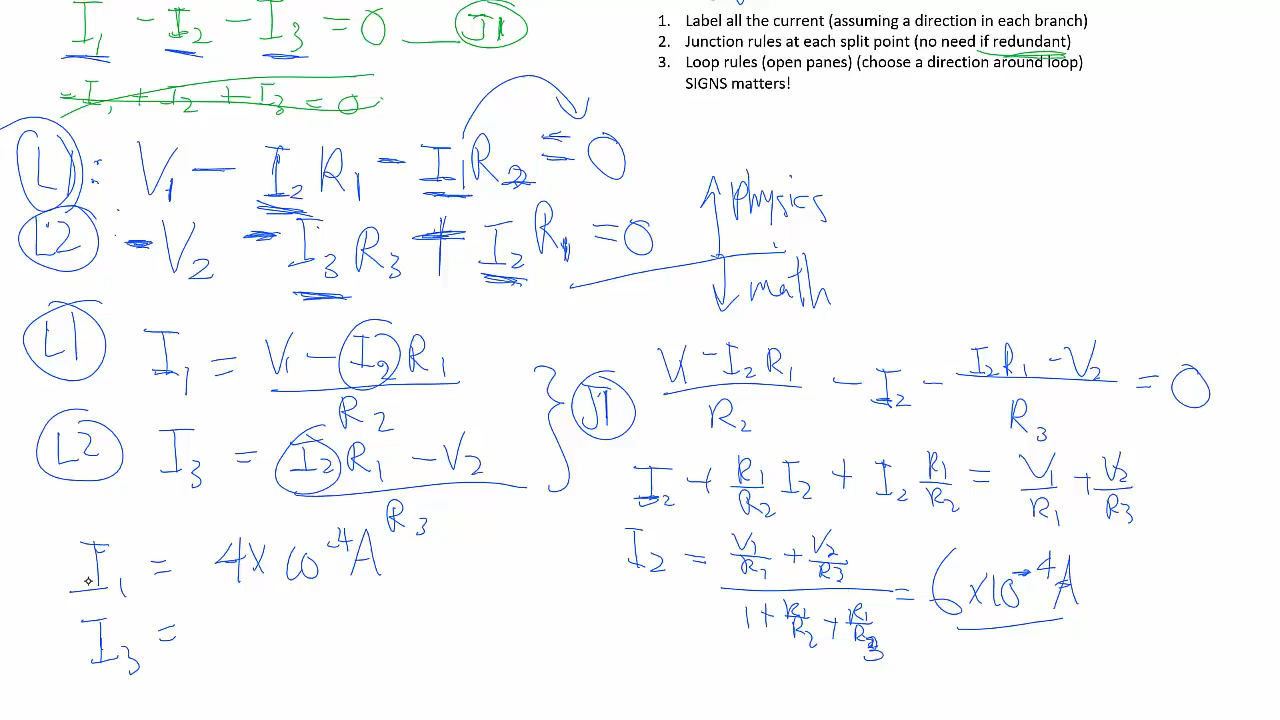 I₁ - I₂ - I₃ = 0 J1
-I₁ + I₂ + I₃ = 0
1. Label all the current (assuming a direction in each branch)
2. Junction rules at each split point (no need if redundant)
3. Loop rules (open panes) (choose a direction around loop)
SIGNS matters!
L1: V₁ - I₂R₁ - I₁R₂ = 0
L2: -V₂ - I₃R₃ + I₂R₁ = 0
↑ physics
↓ math
L1 I₁ = (V₁ - I₂R₁)/R₂
L2 I₃ = (I₂R₁ - V₂)/R₃
J1 (V₁ - I₂R₁)/R₂ - I₂ - (I₂R₁ - V₂)/R₃ = 0
I₂ + R₁/R₂ I₂ + I₂ R₁/R₂ = V₁/R₁ + V₂/R₃
I₂ = (V₁/R₁ + V₂/R₃)/(1 + R₁/R₂ + R₁/R₃) = 6×10⁻⁴A
I₁ = 4×10⁻⁴A
I₃ =